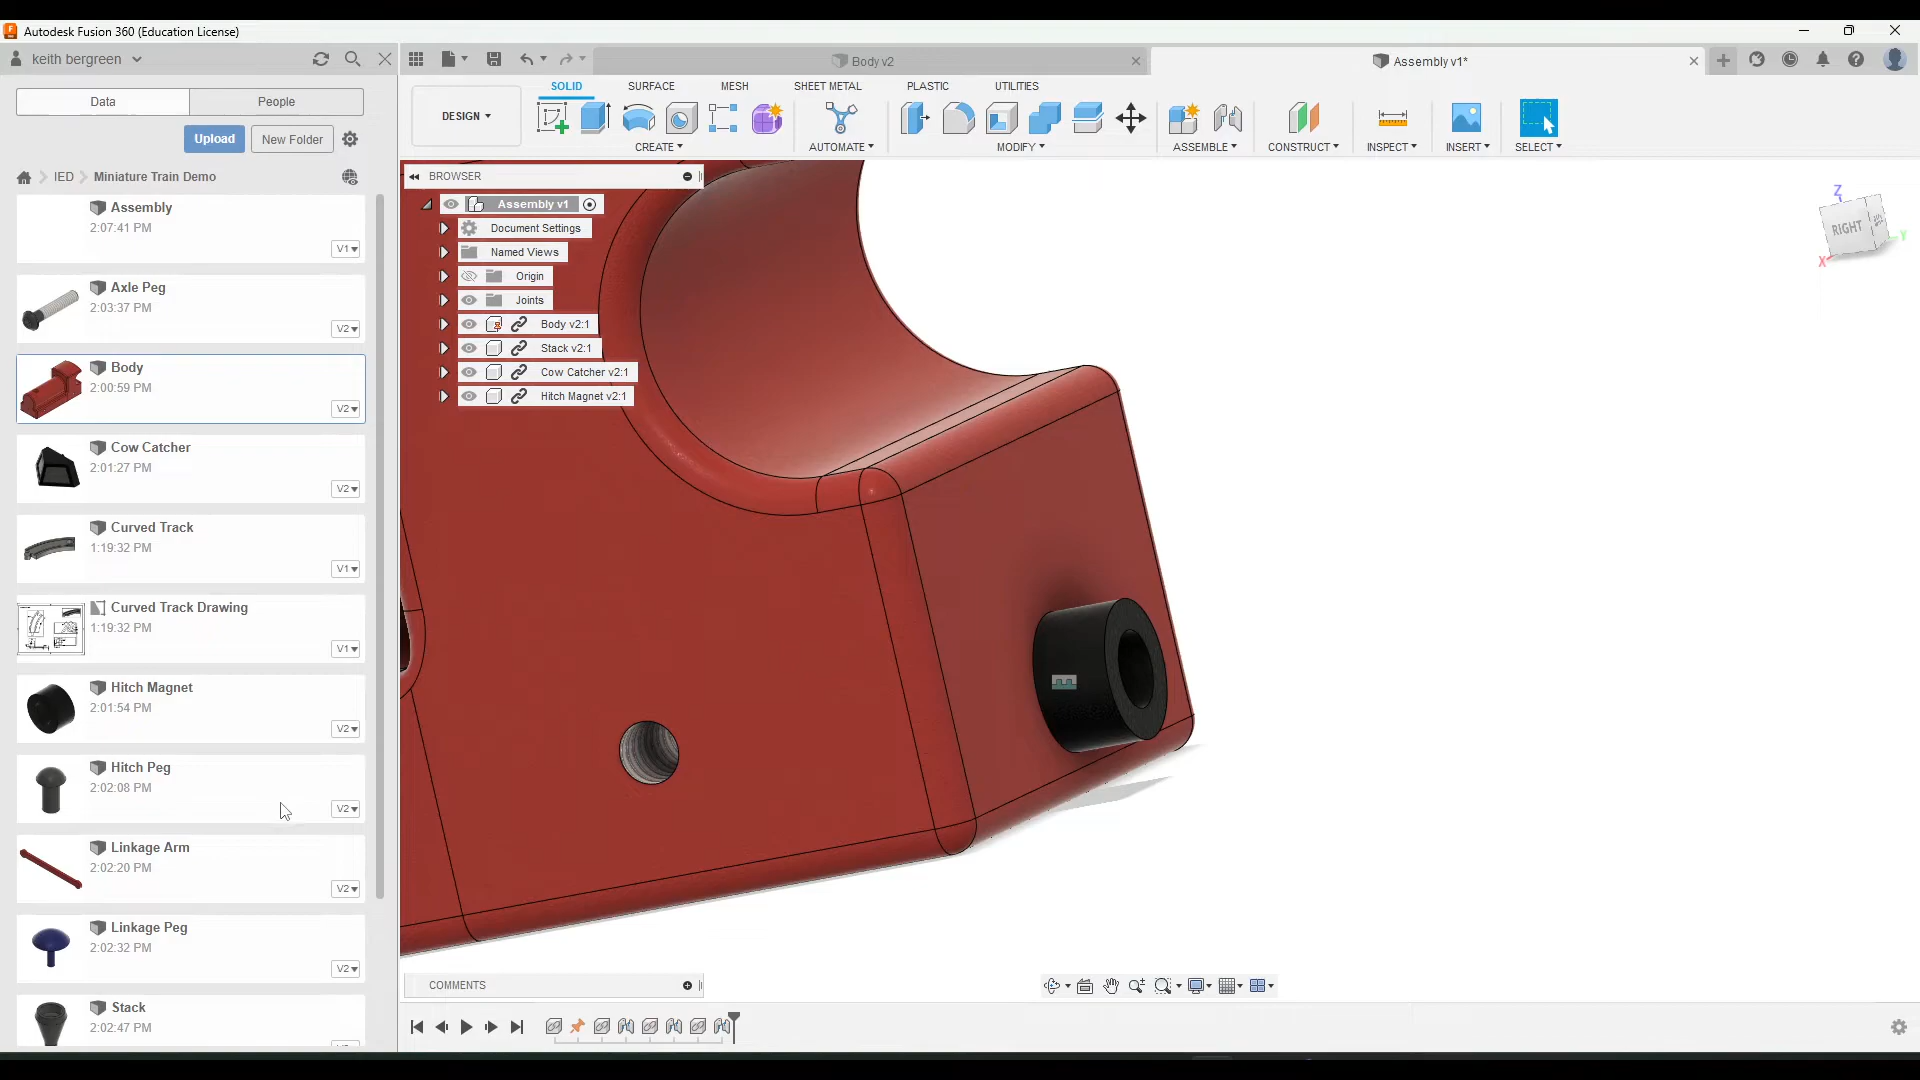 Autodesk Fusion 360 (Education License)
keith bergreen
Body v2
Assembly v1*
Data
People
Upload
New Folder
IED
Miniature Train Demo
DESIGN
SOLID
SURFACE
MESH
SHEET METAL
PLASTIC
UTILITIES
CREATE
AUTOMATE
MODIFY
ASSEMBLE
CONSTRUCT
INSPECT
INSERT
SELECT
BROWSER
Assembly v1
Document Settings
Named Views
Origin
Joints
Body v2:1
Stack v2:1
Cow Catcher v2:1
Hitch Magnet v2:1
Assembly
2:07:41 PM
V1
Axle Peg
2:03:37 PM
V2
Body
2:00:59 PM
V2
Cow Catcher
2:01:27 PM
V2
Curved Track
1:19:32 PM
V1
Curved Track Drawing
1:19:32 PM
V1
Hitch Magnet
2:01:54 PM
V2
Hitch Peg
2:02:08 PM
V2
Linkage Arm
2:02:20 PM
V2
Linkage Peg
2:02:32 PM
V2
Stack
2:02:47 PM
Z
RIGHT
Y
X
COMMENTS